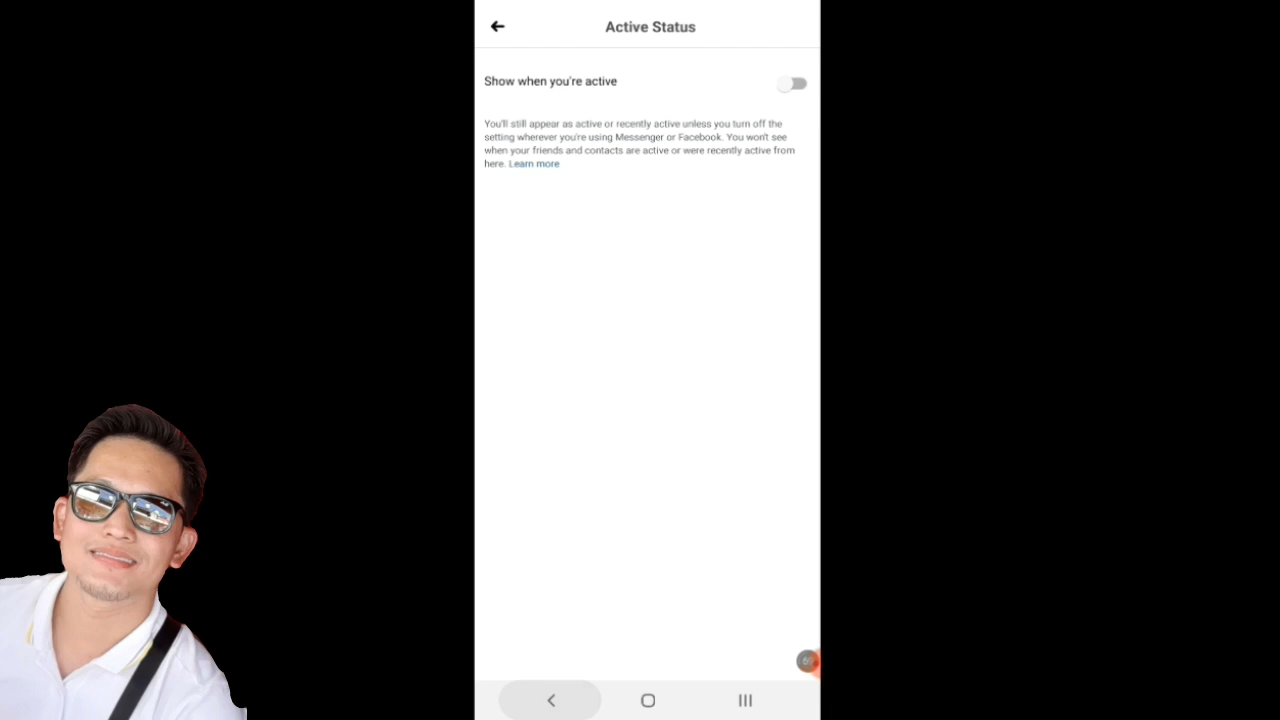 Active Status
Show when you're active
You'll still appear as active or recently active unless you turn off the
setting wherever you're using Messenger or Facebook. You won't see
when your friends and contacts are active or were recently active from
here. Learn more